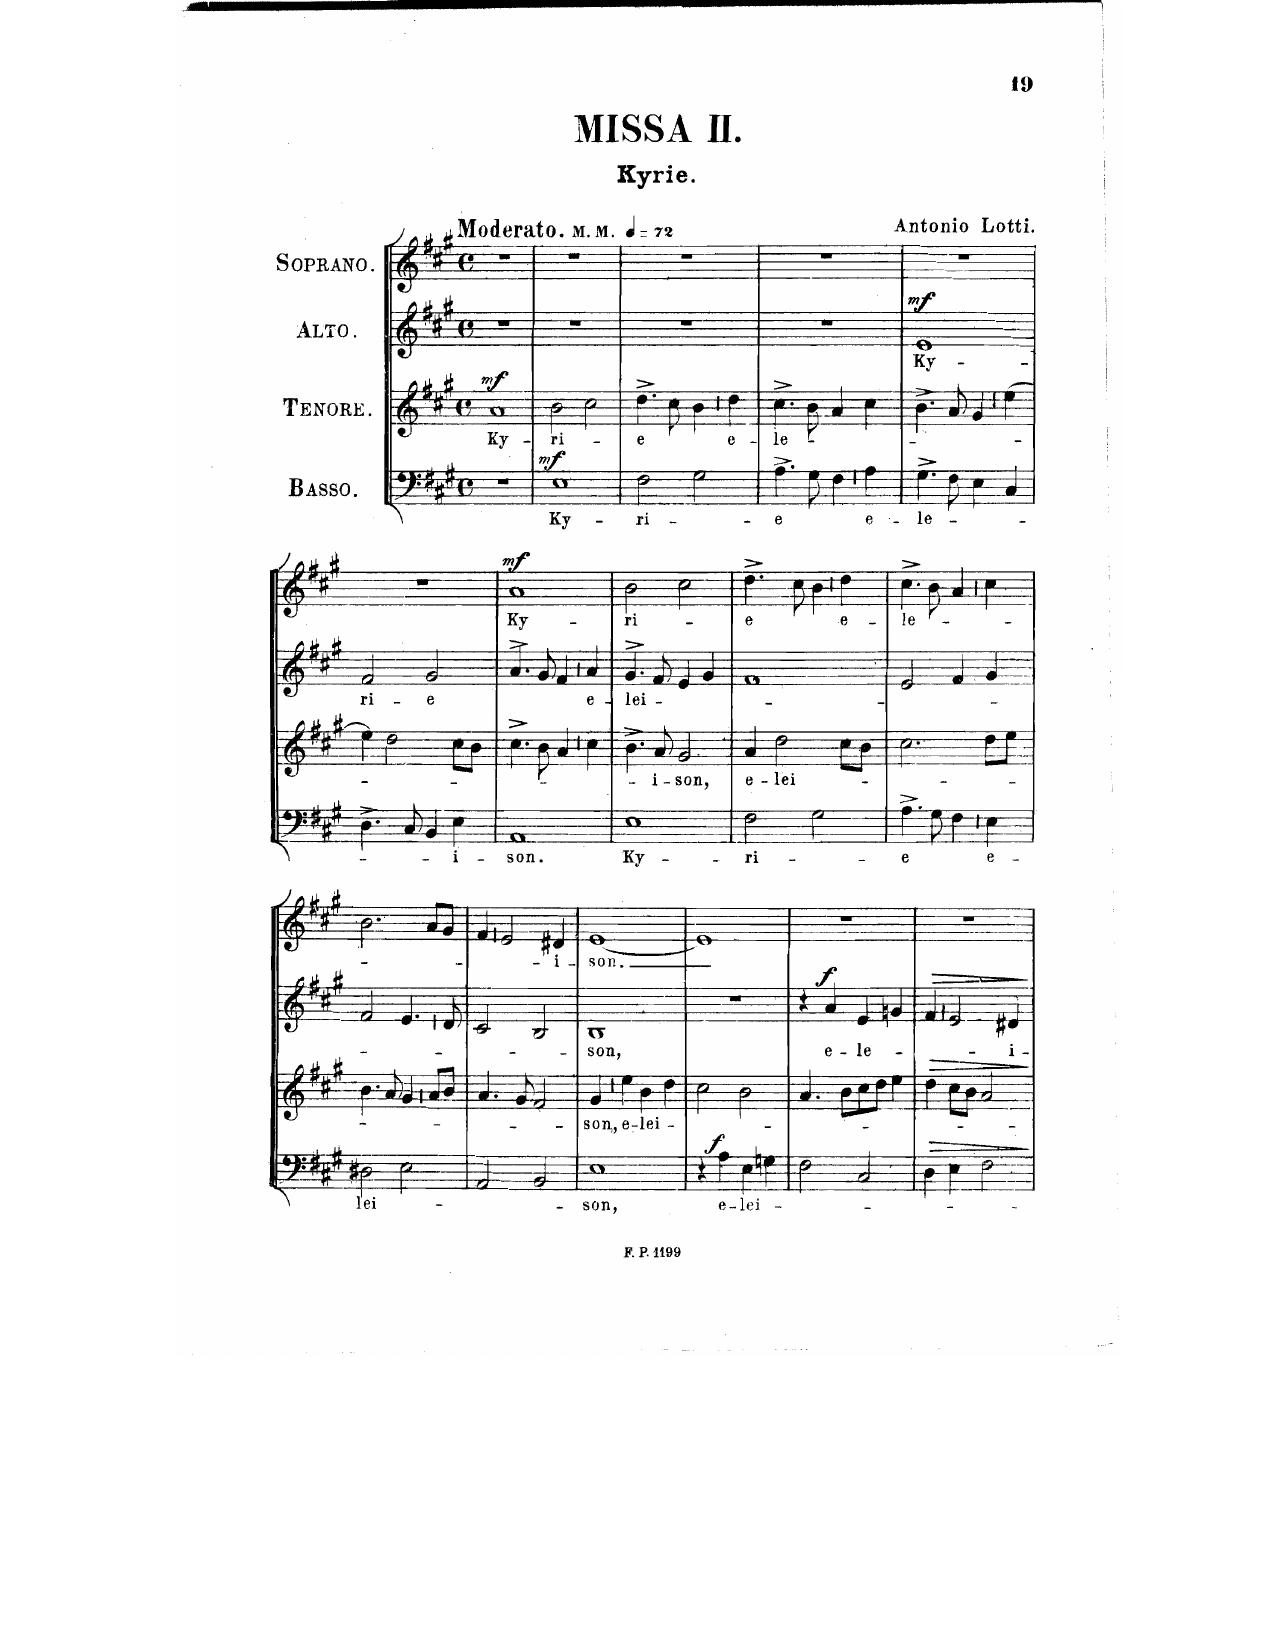 19
MISSA II.
Kyrie.
Moderato. M. M. ♩ = 72
Antonio Lotti.
SOPRANO.
mf
ALTO.
Ky -
mf
TENORE.
Ky - ri - e e - le -
mf
BASSO.
Ky - ri - e e - le -
mf
Ky - ri - e e - le -
ri - e e - lei -
i - son, e - lei -
i - son. Ky - ri - e e -
i - son.
f
son, e - le - i -
son, e - lei -
f
lei - son, e - lei -
F. P. 1199